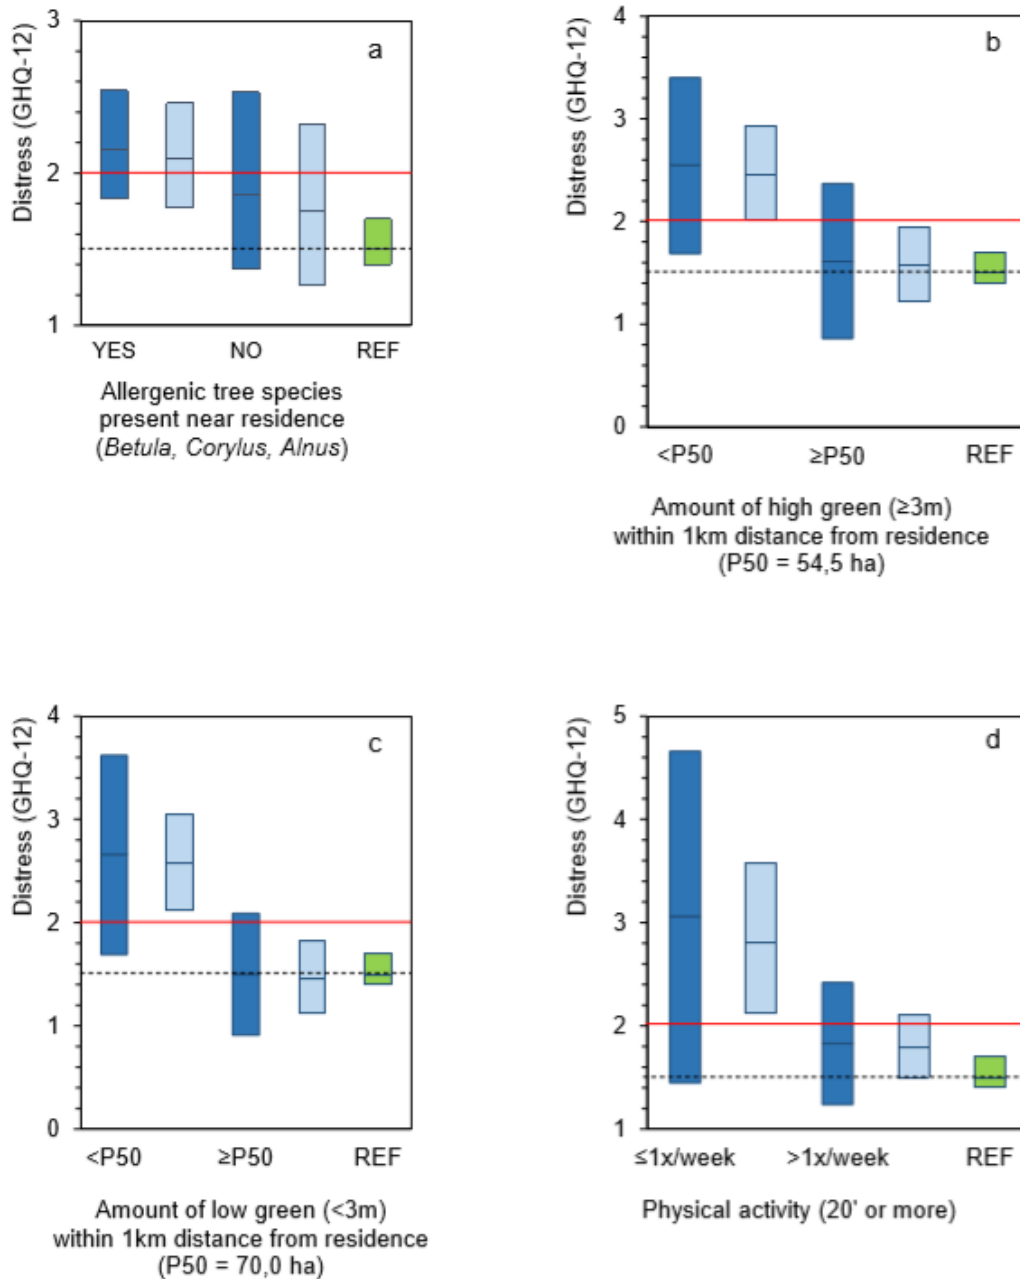 3
2
1
Distress (GHQ-12)
a
YES NO REF
Allergenic tree species
present near residence
(Betula, Corylus, Alnus)
4
3
2
1
0
Distress (GHQ-12)
b
<P50 ≥P50 REF
Amount of high green (≥3m)
within 1km distance from residence
(P50 = 54,5 ha)
4
3
2
1
0
Distress (GHQ-12)
c
<P50 ≥P50 REF
Amount of low green (<3m)
within 1km distance from residence
(P50 = 70,0 ha)
5
4
3
2
1
Distress (GHQ-12)
d
≤1x/week >1x/week REF
Physical activity (20' or more)